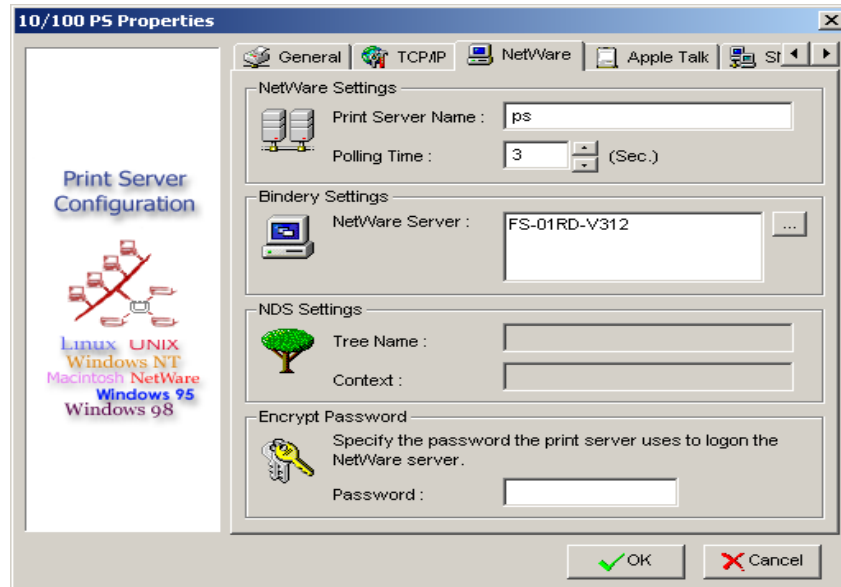 10/100 PS Properties
General
TCP/IP
NetWare
Apple Talk
St
Print Server
Configuration
Linux UNIX
Windows NT
Macintosh NetWare
Windows 95
Windows 98
NetWare Settings
Print Server Name :
ps
Polling Time :
3
(Sec.)
Bindery Settings
NetWare Server :
FS-01RD-V312
...
NDS Settings
Tree Name :
Context :
Encrypt Password
Specify the password the print server uses to logon the
NetWare server.
Password :
OK
Cancel